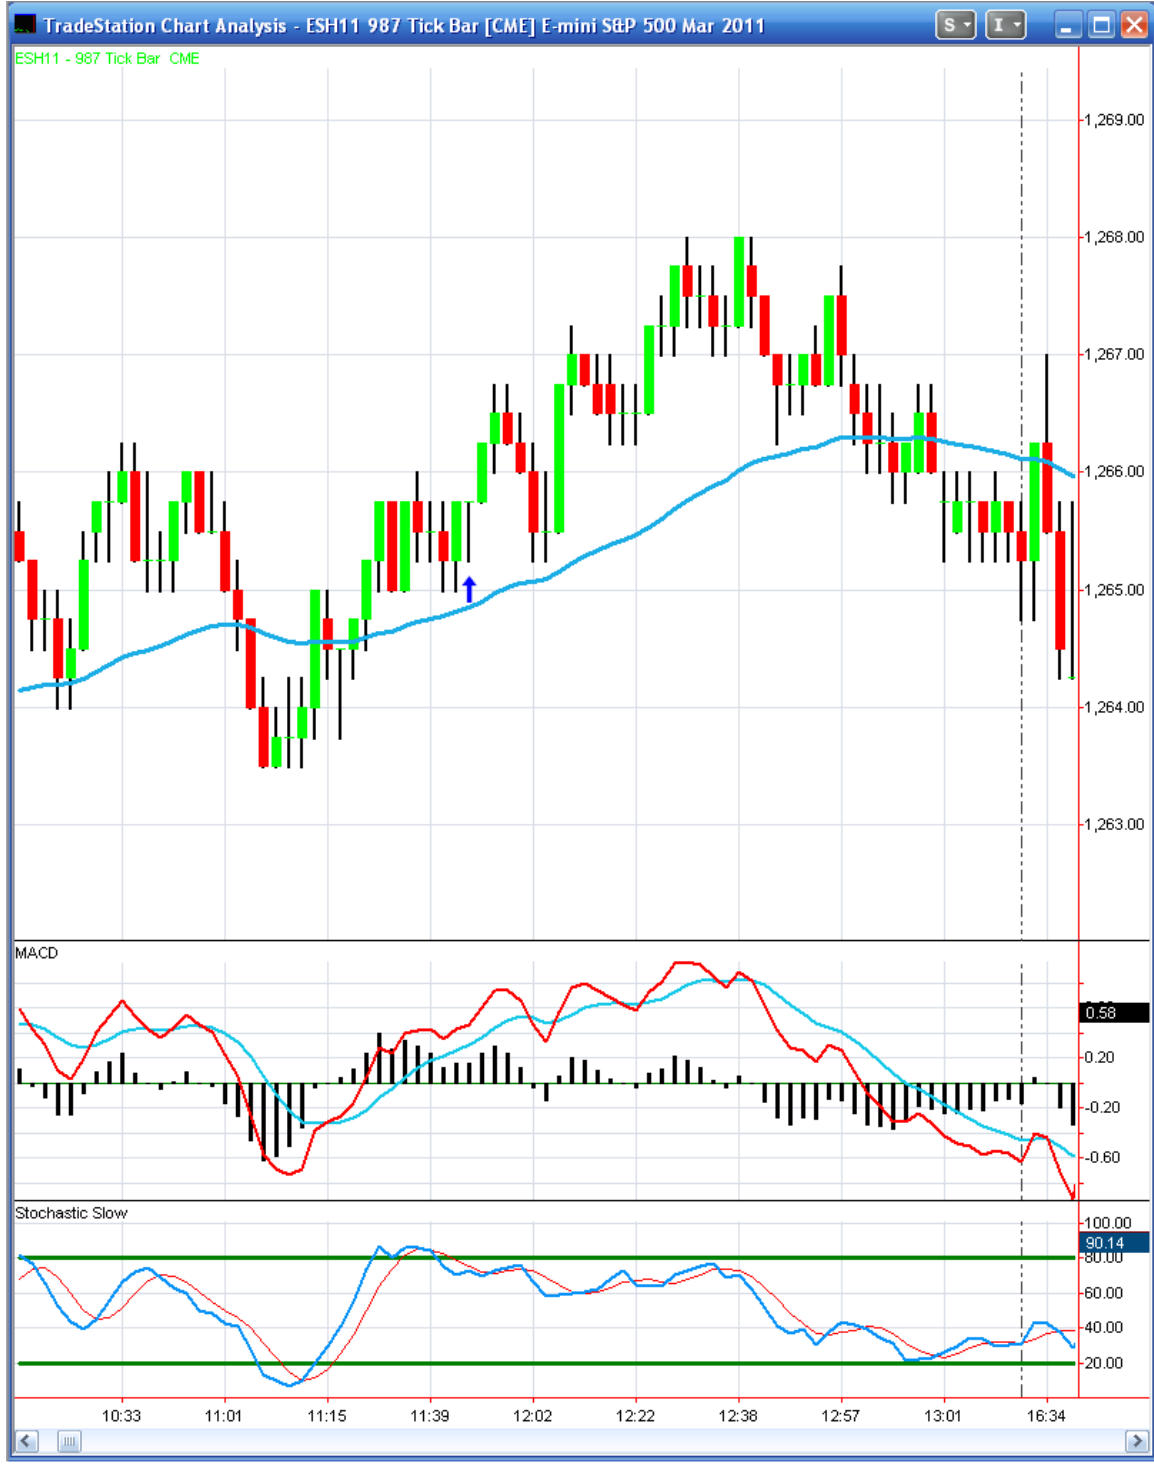 TradeStation Chart Analysis - ESH11 987 Tick Bar [CME] E-mini S&P 500 Mar 2011
S
I
ESH11 - 987 Tick Bar CME
1,269.00
1,268.00
1,267.00
1,266.00
1,265.00
1,264.00
1,263.00
MACD
0.58
0.20
-0.20
-0.60
Stochastic Slow
100.00
90.14
80.00
60.00
40.00
20.00
10:33 11:01 11:15 11:39 12:02 12:22 12:38 12:57 13:01 16:34